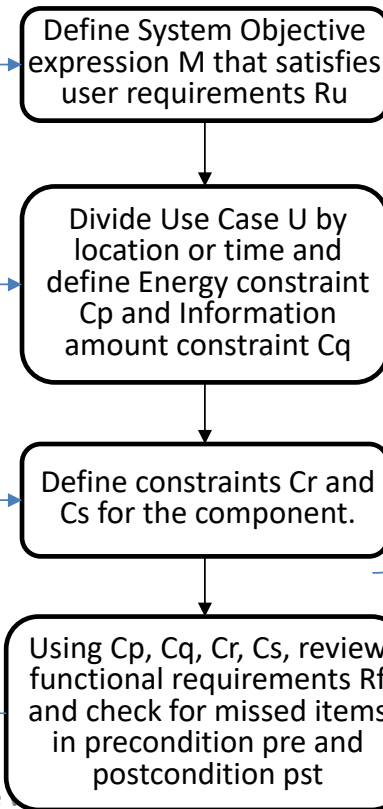 Define System Objective
expression M that satisfies
user requirements Ru
Divide Use Case U by
location or time and
define Energy constraint
Cp and Information
amount constraint Cq
Define constraints Cr and
Cs for the component.
Using Cp, Cq, Cr, Cs, review
functional requirements Rf
and check for missed items
in precondition pre and
postcondition pst